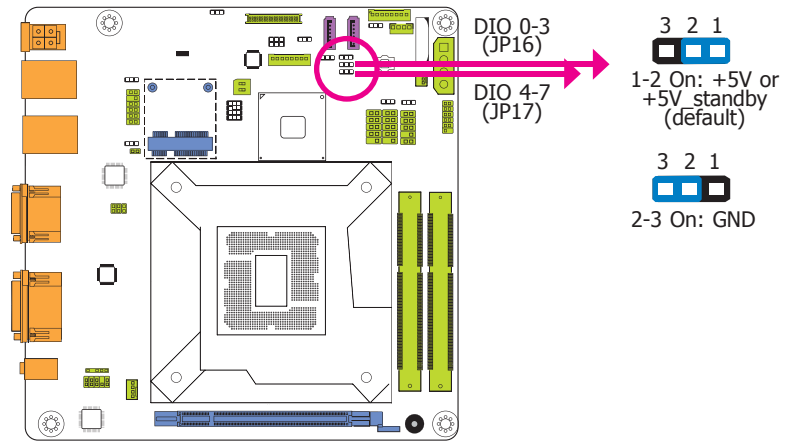 DIO 0-3
(JP16)
DIO 4-7
(JP17)
3 2 1
1-2 On: +5V or
+5V_standby
(default)
3 2 1
2-3 On: GND